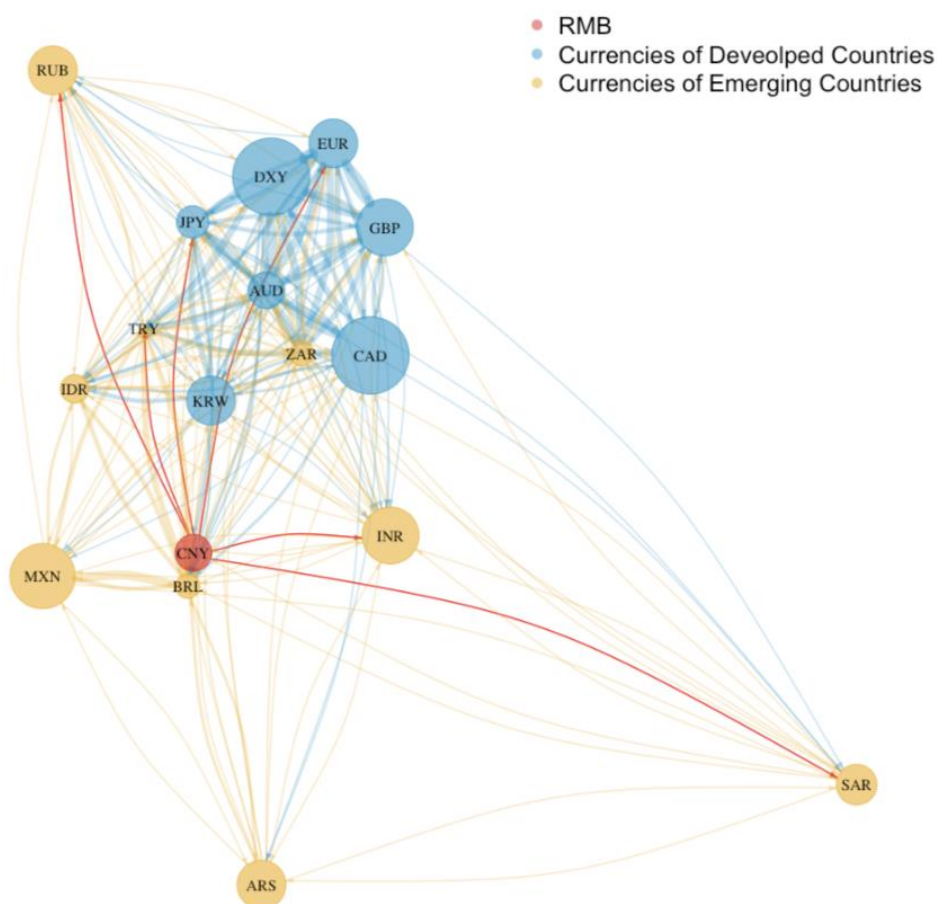 RMB
Currencies of Deveolped Countries
Currencies of Emerging Countries
RUB
EUR
DXY
JPY
GBP
AUD
TRY
ZAR
CAD
IDR
KRW
INR
CNY
MXN
BRL
SAR
ARS